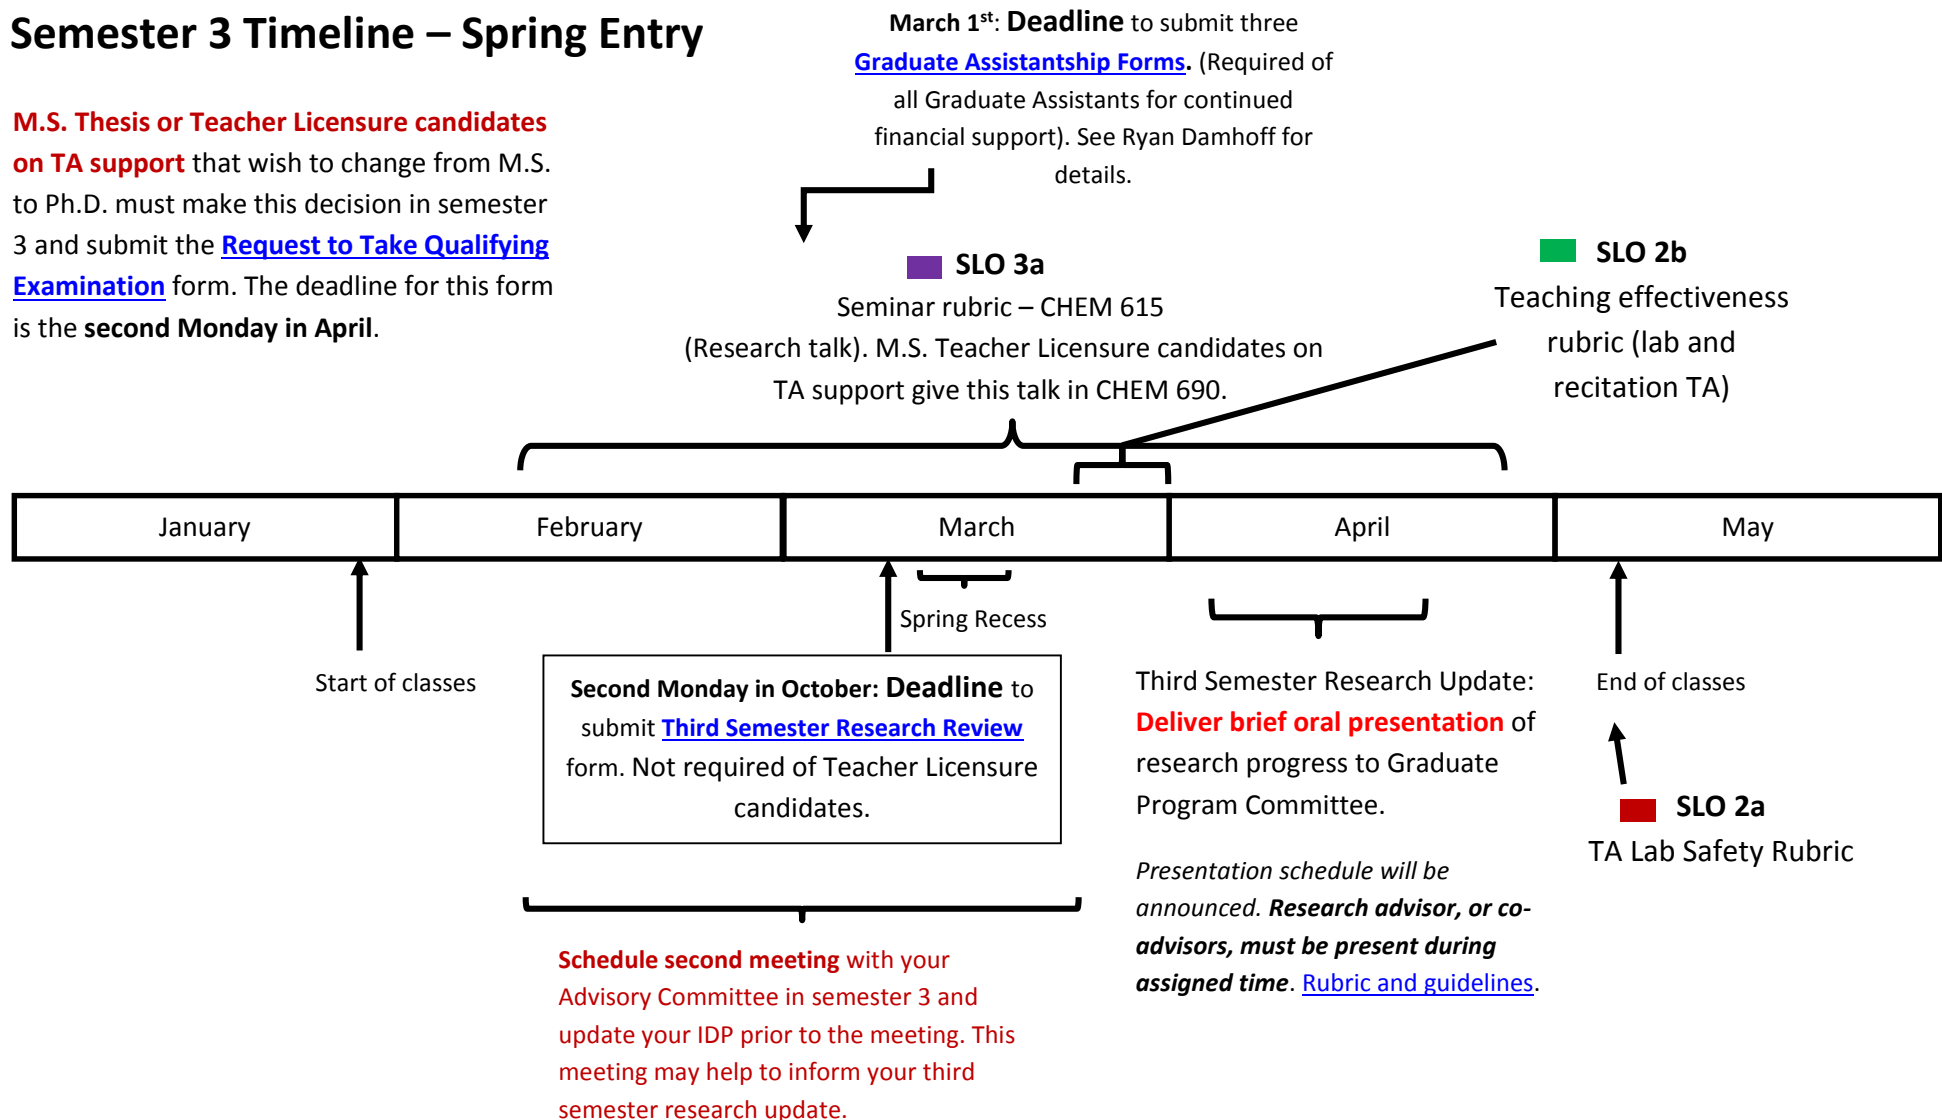 Semester 3 Timeline – Spring Entry
M.S. Thesis or Teacher Licensure candidates
on TA support that wish to change from M.S.
to Ph.D. must make this decision in semester
3 and submit the Request to Take Qualifying
Examination form. The deadline for this form
is the second Monday in April.
March 1st: Deadline to submit three
Graduate Assistantship Forms. (Required of
all Graduate Assistants for continued
financial support). See Ryan Damhoff for
details.
SLO 3a
Seminar rubric – CHEM 615
(Research talk). M.S. Teacher Licensure candidates on
TA support give this talk in CHEM 690.
SLO 2b
Teaching effectiveness
rubric (lab and
recitation TA)
January
February
March
April
May
Start of classes
Spring Recess
Second Monday in October: Deadline to
submit Third Semester Research Review
form. Not required of Teacher Licensure
candidates.
Schedule second meeting with your
Advisory Committee in semester 3 and
update your IDP prior to the meeting. This
meeting may help to inform your third
semester research update.
Third Semester Research Update:
Deliver brief oral presentation of
research progress to Graduate
Program Committee.
Presentation schedule will be
announced. Research advisor, or co-
advisors, must be present during
assigned time. Rubric and guidelines.
End of classes
SLO 2a
TA Lab Safety Rubric